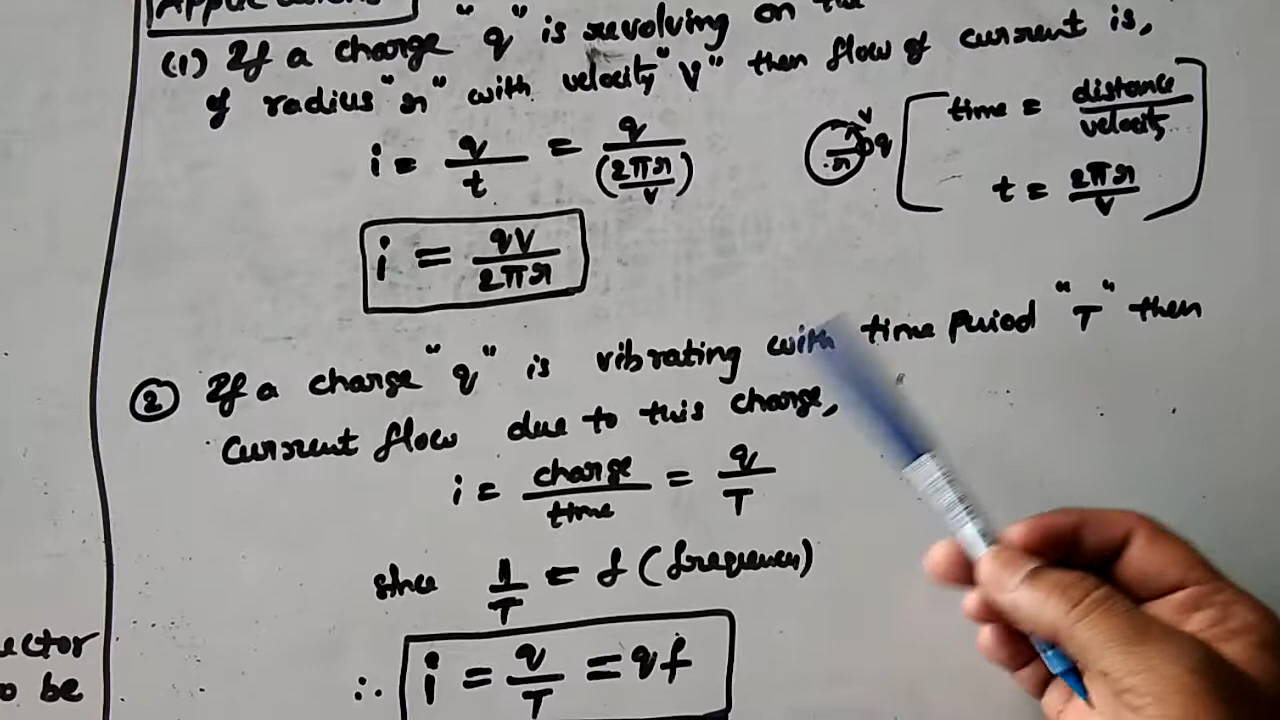 Applications
(1) If a charge "q" is revolving on the
of radius "r" with velocity "V" then flow of current is,
i = q/t = q/(2πr/v)
v
r
q
[time = distance/velocity
t = 2πr/v]
i = qV/2πr
② If a charge "q" is vibrating with time period "T" then
current flow due to this charge,
i = charge/time = q/T
since 1/T = f (frequency)
∴ i = q/T = qf
ector
o be